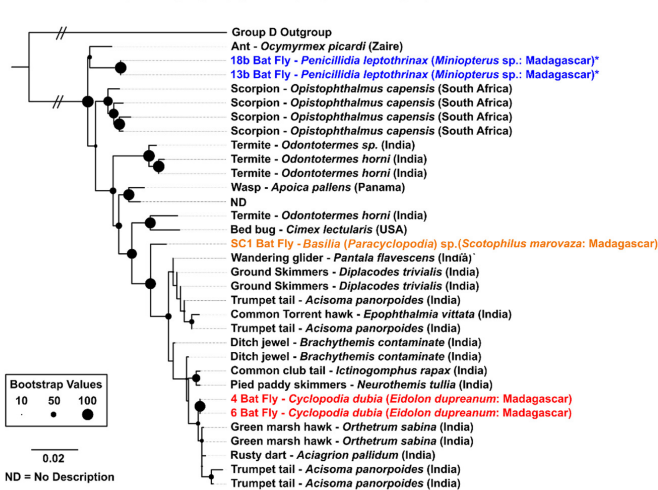 Group D Outgroup
Ant - Ocymyrmex picardi (Zaire)
18b Bat Fly - Penicillidia leptothrinax (Miniopterus sp.: Madagascar)*
13b Bat Fly - Penicillidia leptothrinax (Miniopterus sp.: Madagascar)*
Scorpion - Opistophthalmus capensis (South Africa)
Scorpion - Opistophthalmus capensis (South Africa)
Scorpion - Opistophthalmus capensis (South Africa)
Scorpion - Opistophthalmus capensis (South Africa)
Termite - Odontotermes sp. (India)
Termite - Odontotermes horni (India)
Termite - Odontotermes horni (India)
Wasp - Apoica pallens (Panama)
ND
Termite - Odontotermes horni (India)
Bed bug - Cimex lectularis (USA)
SC1 Bat Fly - Basilia (Paracyclopodia) sp.(Scotophilus marovaza: Madagascar)
Wandering glider - Pantala flavescens (India)
Ground Skimmers - Diplacodes trivialis (India)
Ground Skimmers - Diplacodes trivialis (India)
Trumpet tail - Acisoma panorpoides (India)
Common Torrent hawk - Epophthalmia vittata (India)
Trumpet tail - Acisoma panorpoides (India)
Ditch jewel - Brachythemis contaminate (India)
Ditch jewel - Brachythemis contaminate (India)
Common club tail - Ictinogomphus rapax (India)
Pied paddy skimmers - Neurothemis tullia (India)
4 Bat Fly - Cyclopodia dubia (Eidolon dupreanum: Madagascar)
6 Bat Fly - Cyclopodia dubia (Eidolon dupreanum: Madagascar)
Green marsh hawk - Orthetrum sabina (India)
Green marsh hawk - Orthetrum sabina (India)
Rusty dart - Aciagrion pallidum (India)
Trumpet tail - Acisoma panorpoides (India)
Trumpet tail - Acisoma panorpoides (India)
Bootstrap Values
10 50 100
0.02
ND = No Description